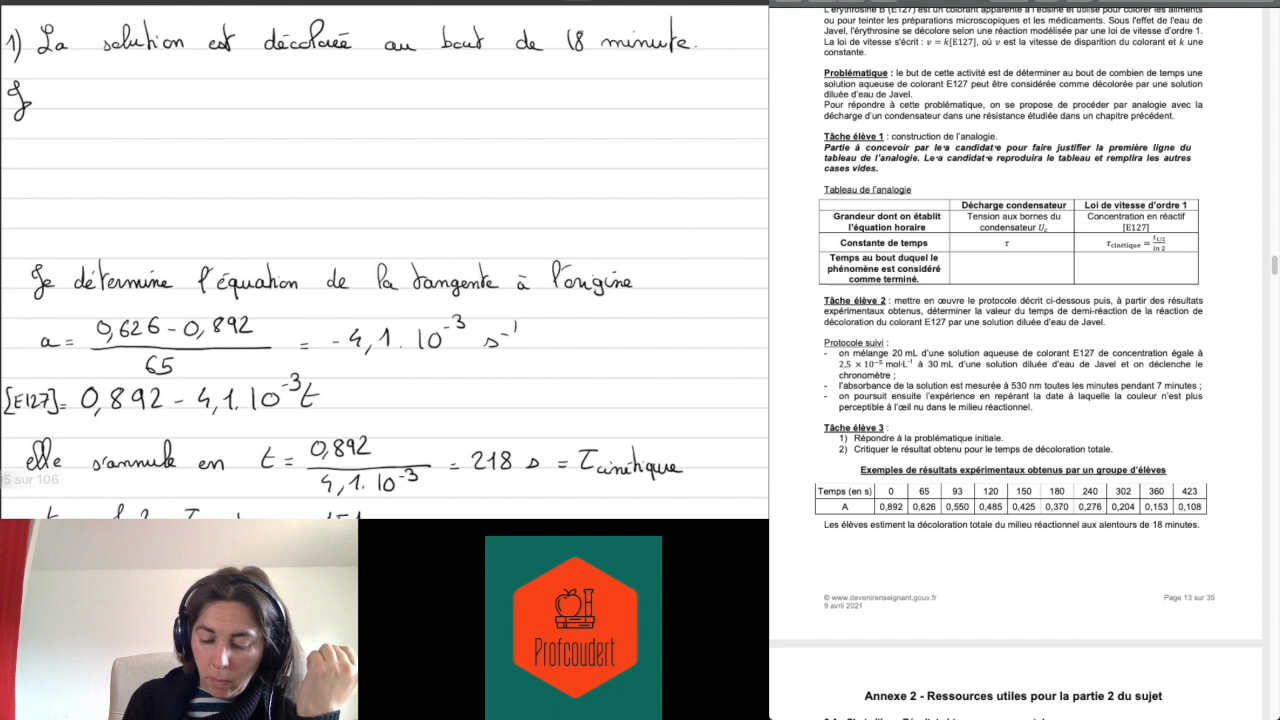 1) La solution est décolorée au bout de 18 minute.
J
Je détermine l'équation de la tangente à l'origine
a = (0,626 - 0,892) / 65 = - 4,1 . 10⁻³ s⁻¹
[E127] = 0,892 - 4,1. 10⁻³ t
elle s'annule en t = 0,892 / (4,1. 10⁻³) = 218 s = τ cinétique
sur 106
Profcoudert
L'érythrosine B (E127) est un colorant apparenté à l'éosine et utilisé pour colorer les aliments
ou pour teinter les préparations microscopiques et les médicaments. Sous l'effet de l'eau de
Javel, l'érythrosine se décolore selon une réaction modélisée par une loi de vitesse d'ordre 1.
La loi de vitesse s'écrit : v = k[E127], où v est la vitesse de disparition du colorant et k une
constante.
Problématique : le but de cette activité est de déterminer au bout de combien de temps une
solution aqueuse de colorant E127 peut être considérée comme décolorée par une solution
diluée d'eau de Javel.
Pour répondre à cette problématique, on se propose de procéder par analogie avec la
décharge d'un condensateur dans une résistance étudiée dans un chapitre précédent.
Tâche élève 1 : construction de l'analogie.
Partie à concevoir par le·a candidat·e pour faire justifier la première ligne du
tableau de l'analogie. Le·a candidat·e reproduira le tableau et remplira les autres
cases vides.
Tableau de l'analogie
Décharge condensateur Loi de vitesse d'ordre 1
Grandeur dont on établit l'équation horaire Tension aux bornes du condensateur U_c Concentration en réactif [E127]
Constante de temps τ τ_cinétique = t_1/2 / ln 2
Temps au bout duquel le
phénomène est considéré
comme terminé.
Tâche élève 2 : mettre en œuvre le protocole décrit ci-dessous puis, à partir des résultats
expérimentaux obtenus, déterminer la valeur du temps de demi-réaction de la réaction de
décoloration du colorant E127 par une solution diluée d'eau de Javel.
Protocole suivi :
- on mélange 20 mL d'une solution aqueuse de colorant E127 de concentration égale à
2,5 × 10⁻⁵ mol·L⁻¹ à 30 mL d'une solution diluée d'eau de Javel et on déclenche le
chronomètre ;
- l'absorbance de la solution est mesurée à 530 nm toutes les minutes pendant 7 minutes ;
- on poursuit ensuite l'expérience en repérant la date à laquelle la couleur n'est plus
perceptible à l'œil nu dans le milieu réactionnel.
Tâche élève 3 :
1) Répondre à la problématique initiale.
2) Critiquer le résultat obtenu pour le temps de décoloration totale.
Exemples de résultats expérimentaux obtenus par un groupe d'élèves
Temps (en s) 0 65 93 120 150 180 240 302 360 423
A 0,892 0,626 0,550 0,485 0,425 0,370 0,276 0,204 0,153 0,108
Les élèves estiment la décoloration totale du milieu réactionnel aux alentours de 18 minutes.
© www.devenirenseignant.gouv.fr Page 13 sur 35
9 avril 2021
Annexe 2 - Ressources utiles pour la partie 2 du sujet